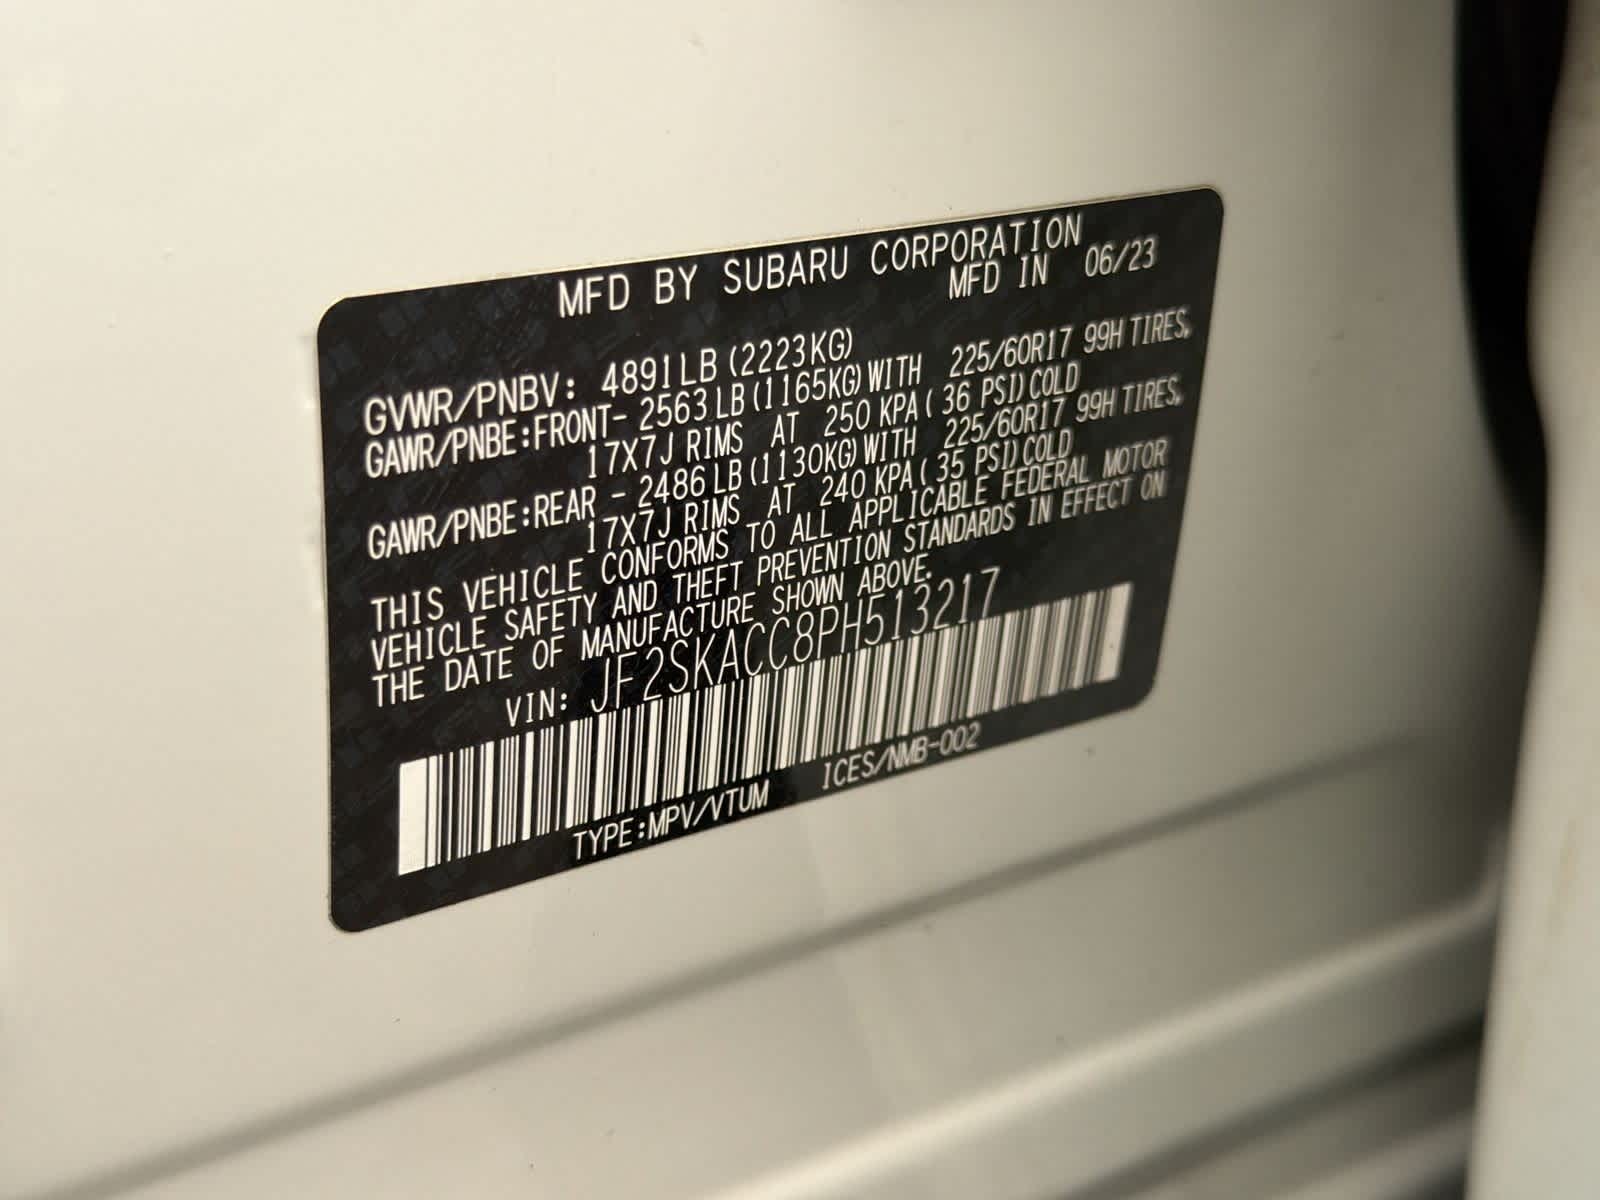 MFD BY SUBARU CORPORATION
MFD IN 06/23
GVWR/PNBV: 4891LB (2223KG)
GAWR/PNBE:FRONT- 2563LB(1165KG)WITH 225/60R17 99H TIRES,
17X7J RIMS AT 250 KPA( 36 PSI)COLD
GAWR/PNBE:REAR - 2486LB(1130KG)WITH 225/60R17 99H TIRES,
17X7J RIMS AT 240 KPA( 35 PSI)COLD
THIS VEHICLE CONFORMS TO ALL APPLICABLE FEDERAL MOTOR
VEHICLE SAFETY AND THEFT PREVENTION STANDARDS IN EFFECT ON
THE DATE OF MANUFACTURE SHOWN ABOVE.
VIN: JF2SKACC8PH513217
TYPE:MPV/VTUM ICES/NMB-002